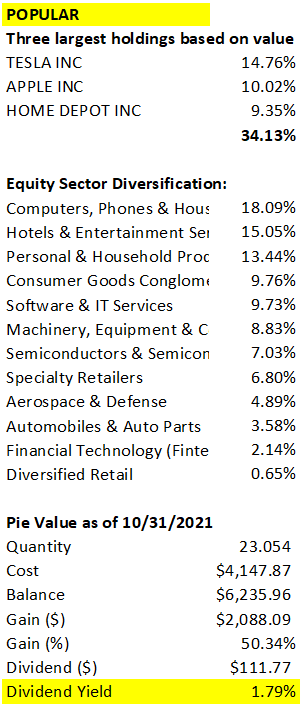 POPULAR
Three largest holdings based on value
TESLA INC 14.76%
APPLE INC 10.02%
HOME DEPOT INC 9.35%
34.13%
Equity Sector Diversification:
Computers, Phones & Hous 18.09%
Hotels & Entertainment Ser 15.05%
Personal & Household Proc 13.44%
Consumer Goods Conglome 9.76%
Software & IT Services 9.73%
Machinery, Equipment & C 8.83%
Semiconductors & Semicon 7.03%
Specialty Retailers 6.80%
Aerospace & Defense 4.89%
Automobiles & Auto Parts 3.58%
Financial Technology (Finte 2.14%
Diversified Retail 0.65%
Pie Value as of 10/31/2021
Quantity 23.054
Cost $4,147.87
Balance $6,235.96
Gain ($) $2,088.09
Gain (%) 50.34%
Dividend ($) $111.77
Dividend Yield 1.79%